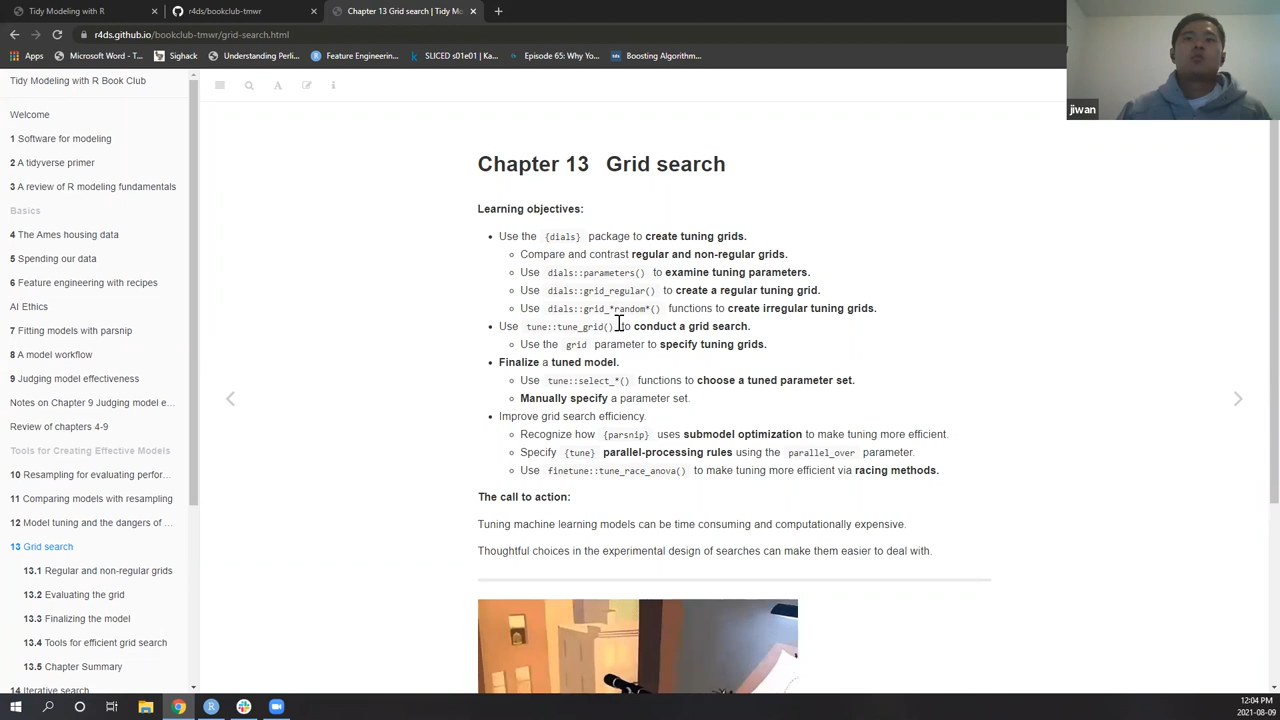 Tidy Modeling with R
r4ds/bookclub-tmwr
Chapter 13 Grid search | Tidy Mo
r4ds.github.io/bookclub-tmwr/grid-search.html
Apps
Microsoft Word - T...
Sighack
Understanding Perli...
Feature Engineerin...
SLICED s01e01 | Ka...
Episode 65: Why Yo...
Boosting Algorithm...
jiwan
Tidy Modeling with R Book Club
Welcome
1 Software for modeling
2 A tidyverse primer
3 A review of R modeling fundamentals
Basics
4 The Ames housing data
5 Spending our data
6 Feature engineering with recipes
AI Ethics
7 Fitting models with parsnip
8 A model workflow
9 Judging model effectiveness
Notes on Chapter 9 Judging model e...
Review of chapters 4-9
Tools for Creating Effective Models
10 Resampling for evaluating perfor...
11 Comparing models with resampling
12 Model tuning and the dangers of ...
13 Grid search
13.1 Regular and non-regular grids
13.2 Evaluating the grid
13.3 Finalizing the model
13.4 Tools for efficient grid search
13.5 Chapter Summary
14 Iterative search
Chapter 13 Grid search
Learning objectives:
Use the {dials} package to create tuning grids.
Compare and contrast regular and non-regular grids.
Use dials::parameters() to examine tuning parameters.
Use dials::grid_regular() to create a regular tuning grid.
Use dials::grid_*random*() functions to create irregular tuning grids.
Use tune::tune_grid() to conduct a grid search.
Use the grid parameter to specify tuning grids.
Finalize a tuned model.
Use tune::select_*() functions to choose a tuned parameter set.
Manually specify a parameter set.
Improve grid search efficiency.
Recognize how {parsnip} uses submodel optimization to make tuning more efficient.
Specify {tune} parallel-processing rules using the parallel_over parameter.
Use finetune::tune_race_anova() to make tuning more efficient via racing methods.
The call to action:
Tuning machine learning models can be time consuming and computationally expensive.
Thoughtful choices in the experimental design of searches can make them easier to deal with.
12:04 PM
2021-08-09